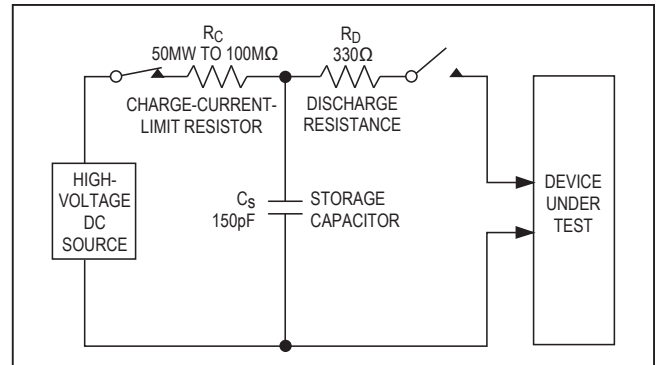 RC
50MW TO 100MΩ
CHARGE-CURRENT-
LIMIT RESISTOR
RD
330Ω
DISCHARGE
RESISTANCE
HIGH-
VOLTAGE
DC
SOURCE
CS
150pF
STORAGE
CAPACITOR
DEVICE
UNDER
TEST